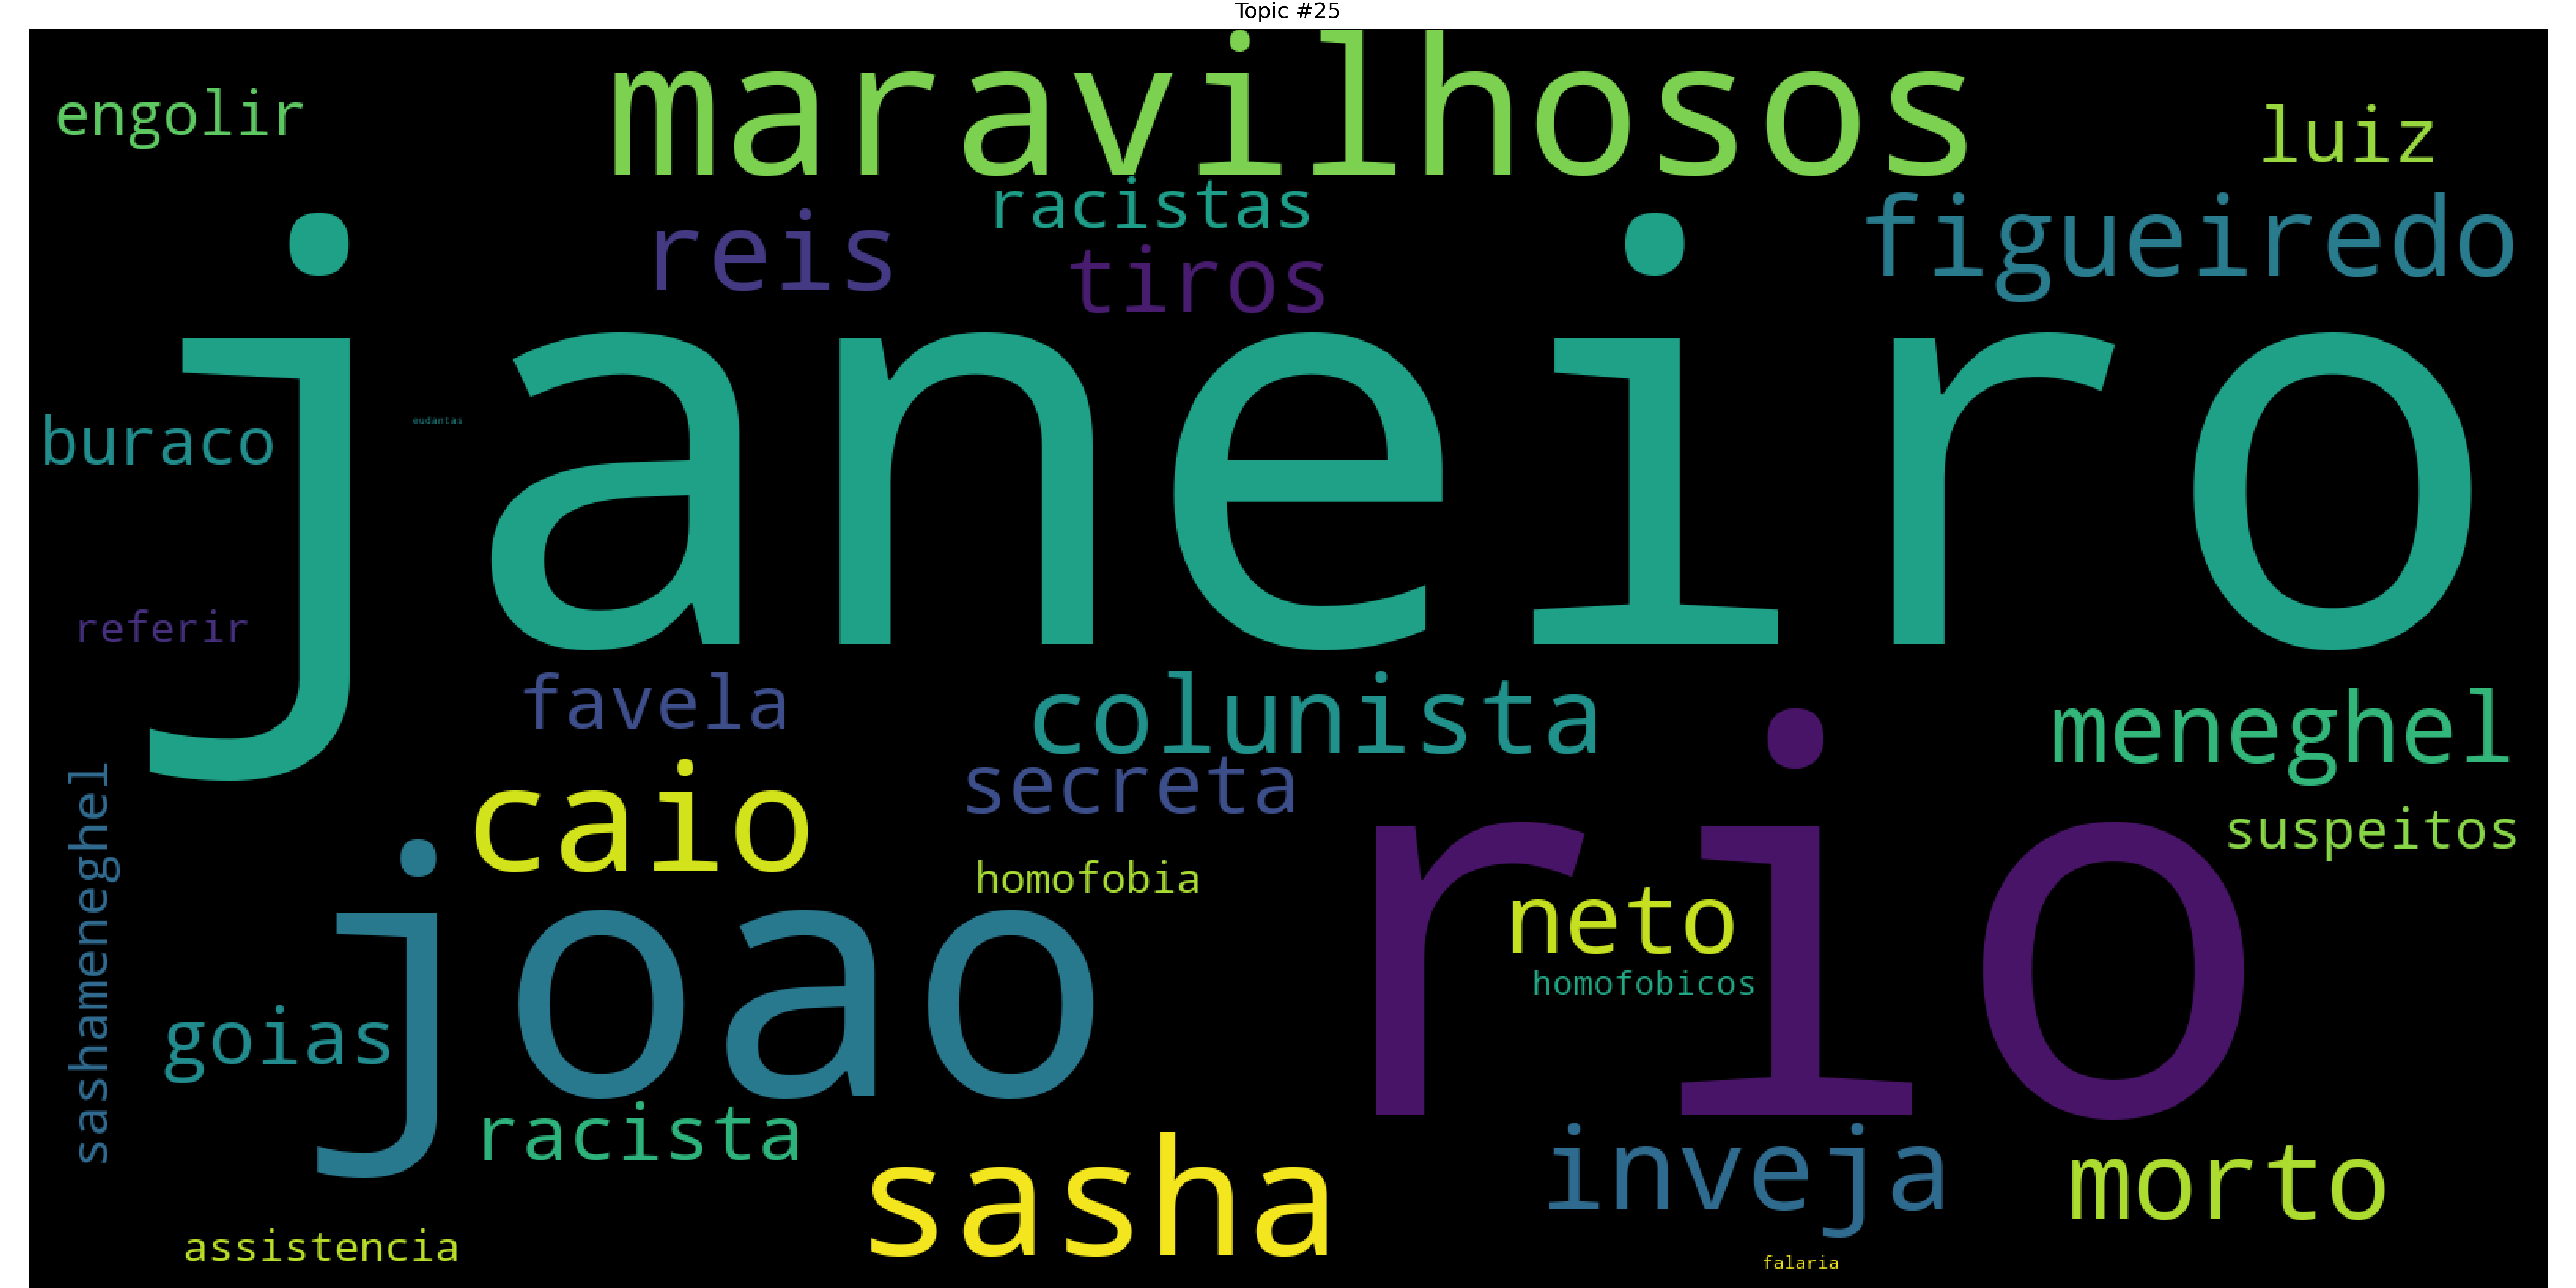 Topic #25
maravilhosos
engolir
luiz
racistas
reis
figueiredo
tiros
janeiro
buraco
eudantas
referir
favela
colunista
meneghel
secreta
caio
suspeitos
homofobia
rio
neto
sashameneghel
joao
homofobicos
goias
racista
inveja
morto
sasha
assistencia
falaria